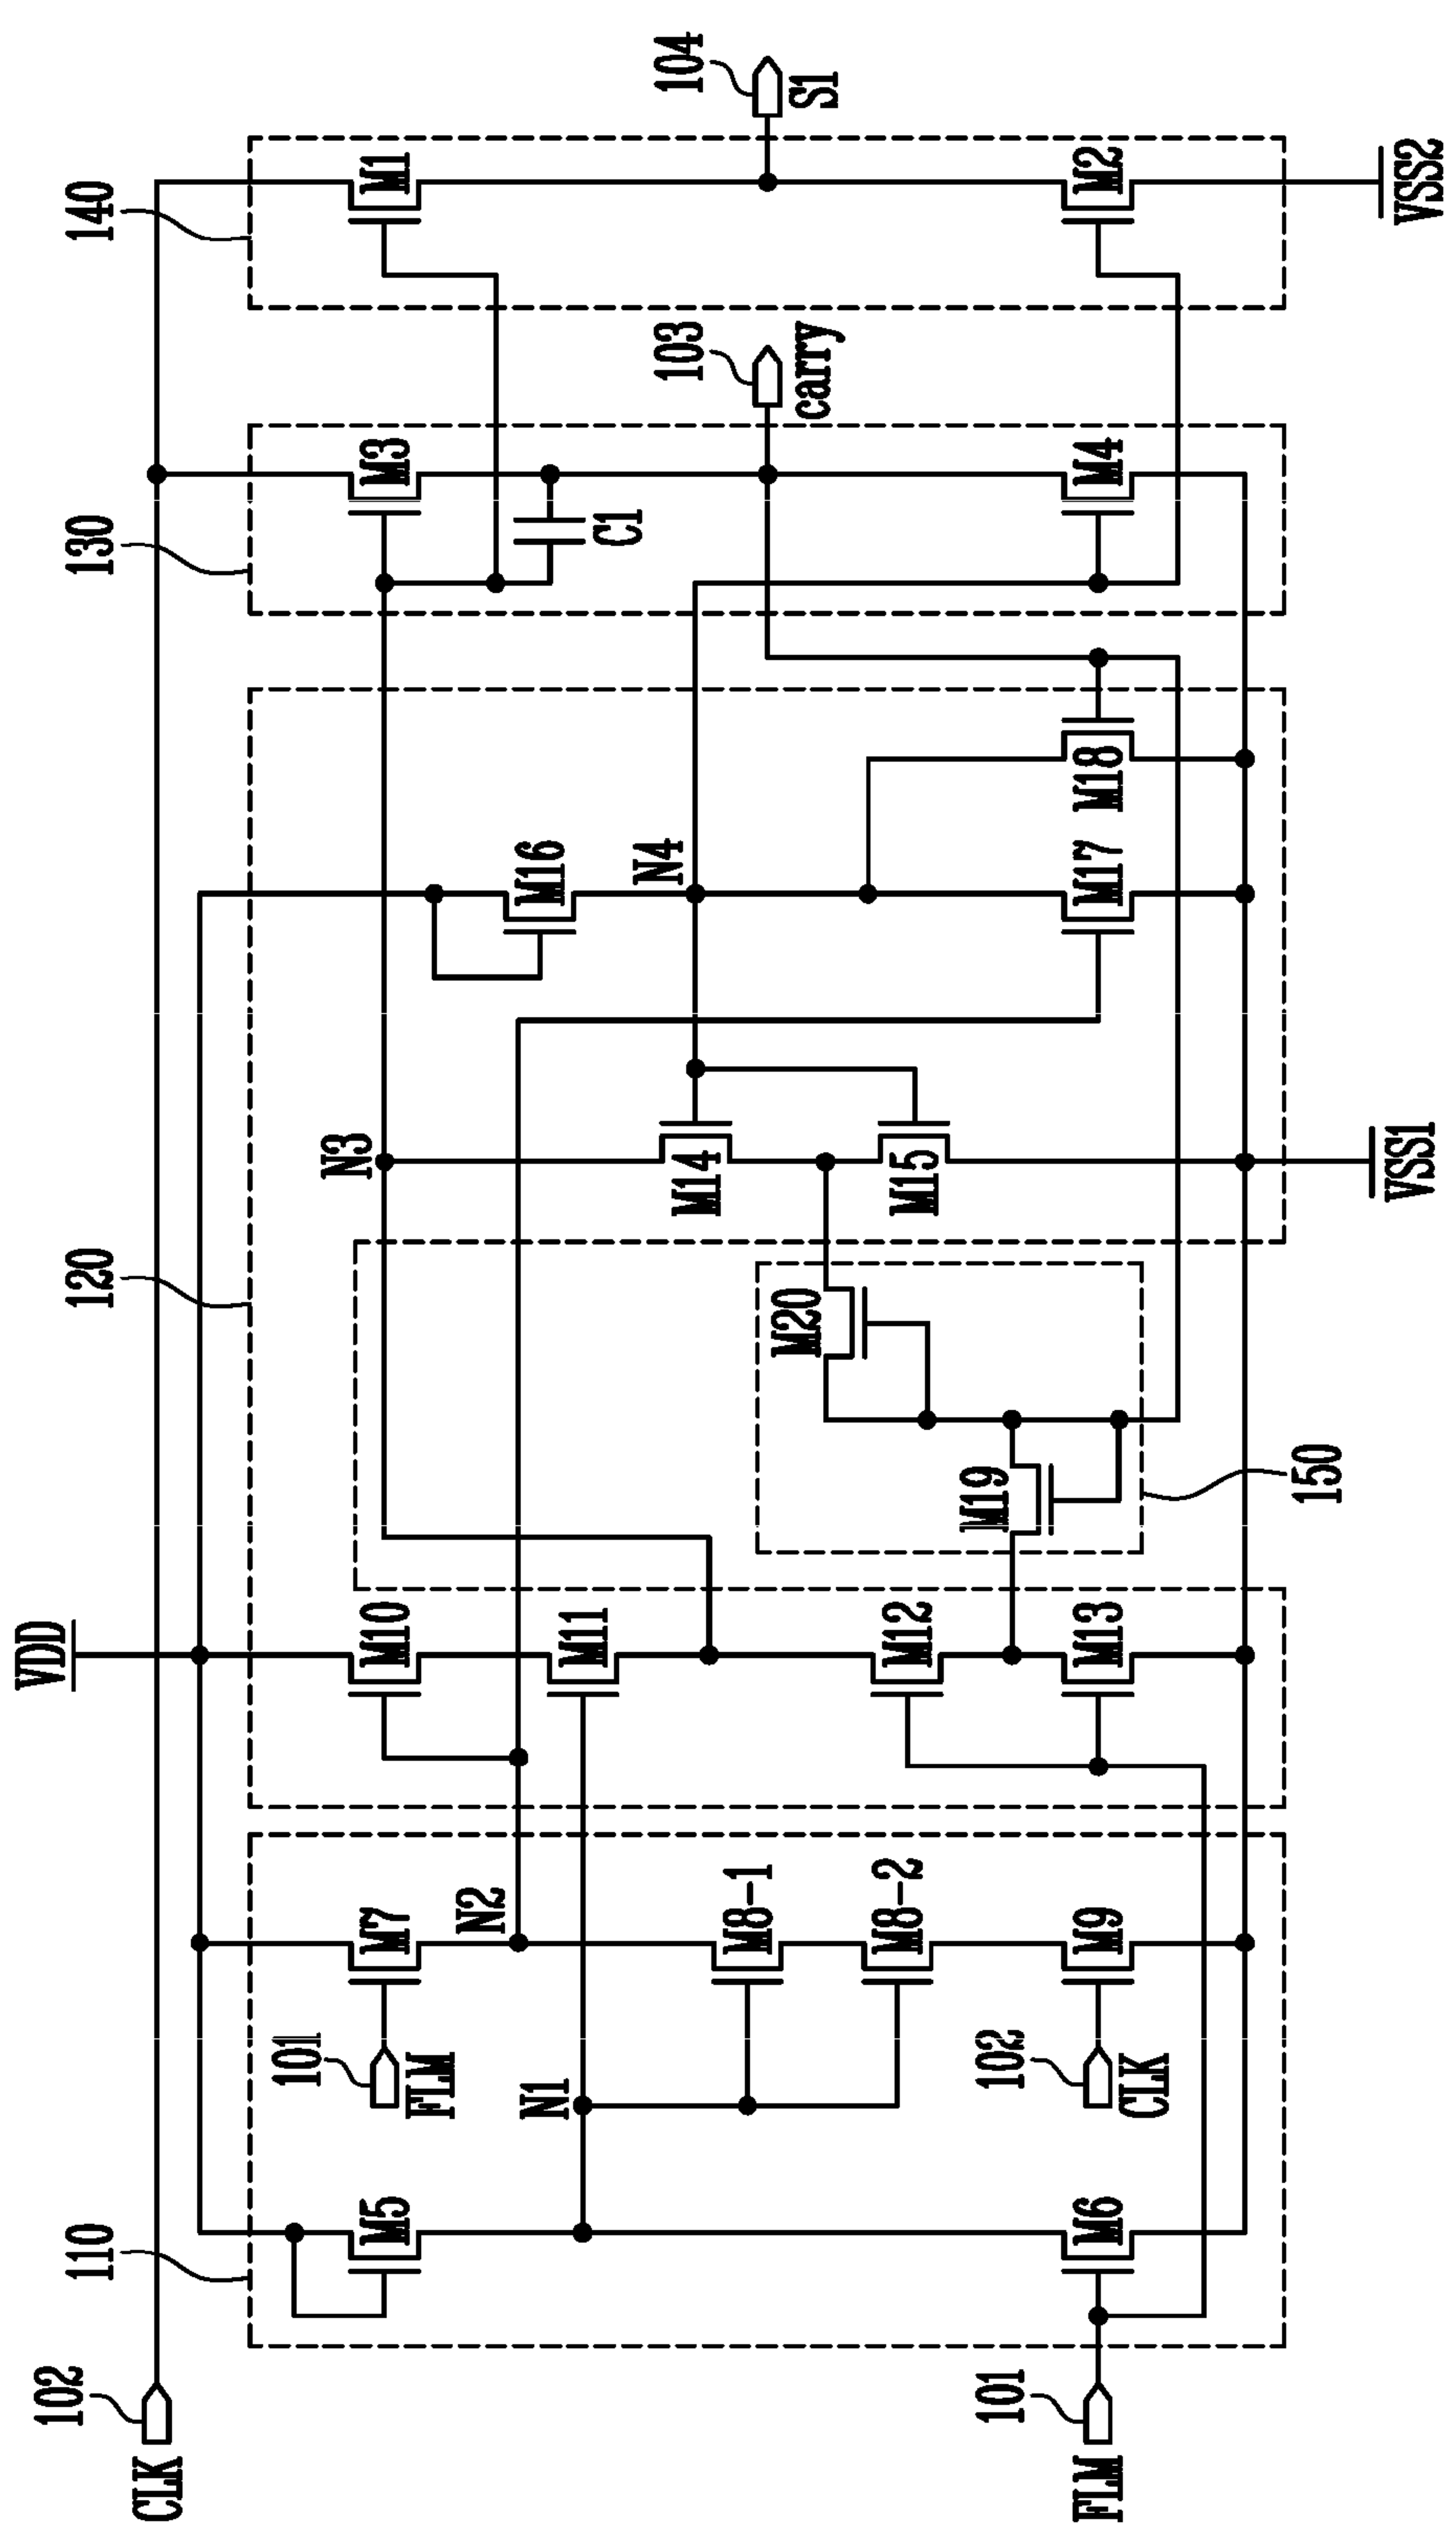 104
S1
140
M1
M2
VSS2
103
carry
130
M3
C1
M4
M18
M16
N4
M17
N3
M14
M15
VSS1
120
M20
M19
150
VDD
M10
M11
M12
M13
M7
N2
M8-1
M8-2
M9
101
FLM
N1
102
CLK
110
M5
M6
102
CLK
101
FLM